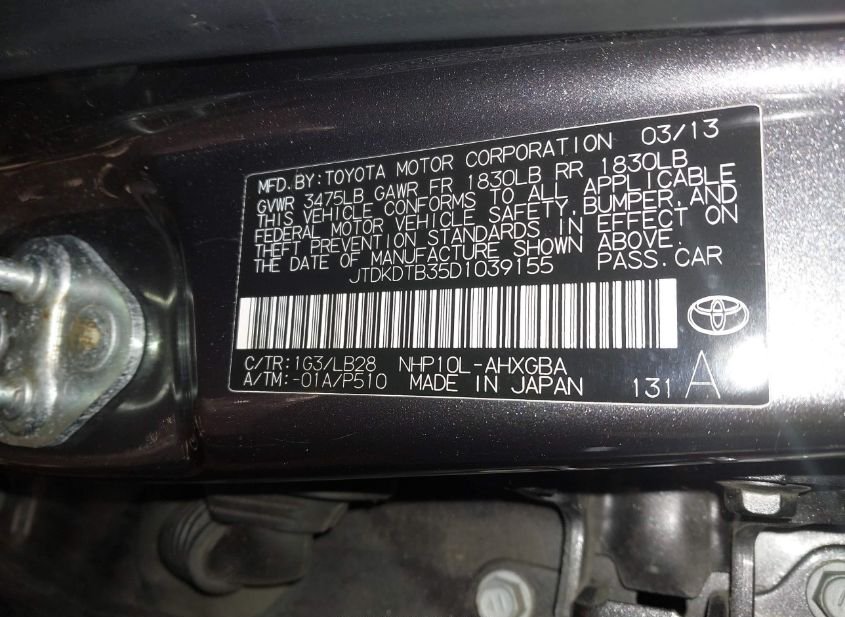 MFD.BY:TOYOTA MOTOR CORPORATION 03/13
GVWR 3475LB GAWR FR 1830LB RR 1830LB
THIS VEHICLE CONFORMS TO ALL APPLICABLE
FEDERAL MOTOR VEHICLE SAFETY,BUMPER,AND
THEFT PREVENTION STANDARDS IN EFFECT ON
THE DATE OF MANUFACTURE SHOWN ABOVE.
JTDKDTB35D1039155 PASS.CAR
C/TR:1G3/LB28 NHP10L-AHXGBA
A/TM:-01A/P510 MADE IN JAPAN 131 A